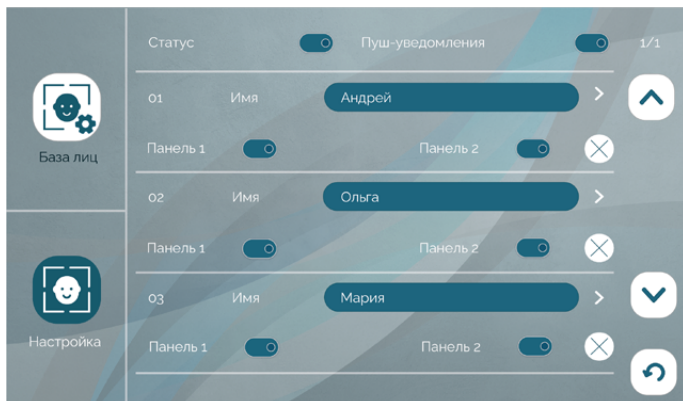 Статус Пуш-уведомления 1/1
01 Имя Андрей
База лиц
Панель 1 Панель 2
02 Имя Ольга
Панель 1 Панель 2
03 Имя Мария
Настройка
Панель 1 Панель 2